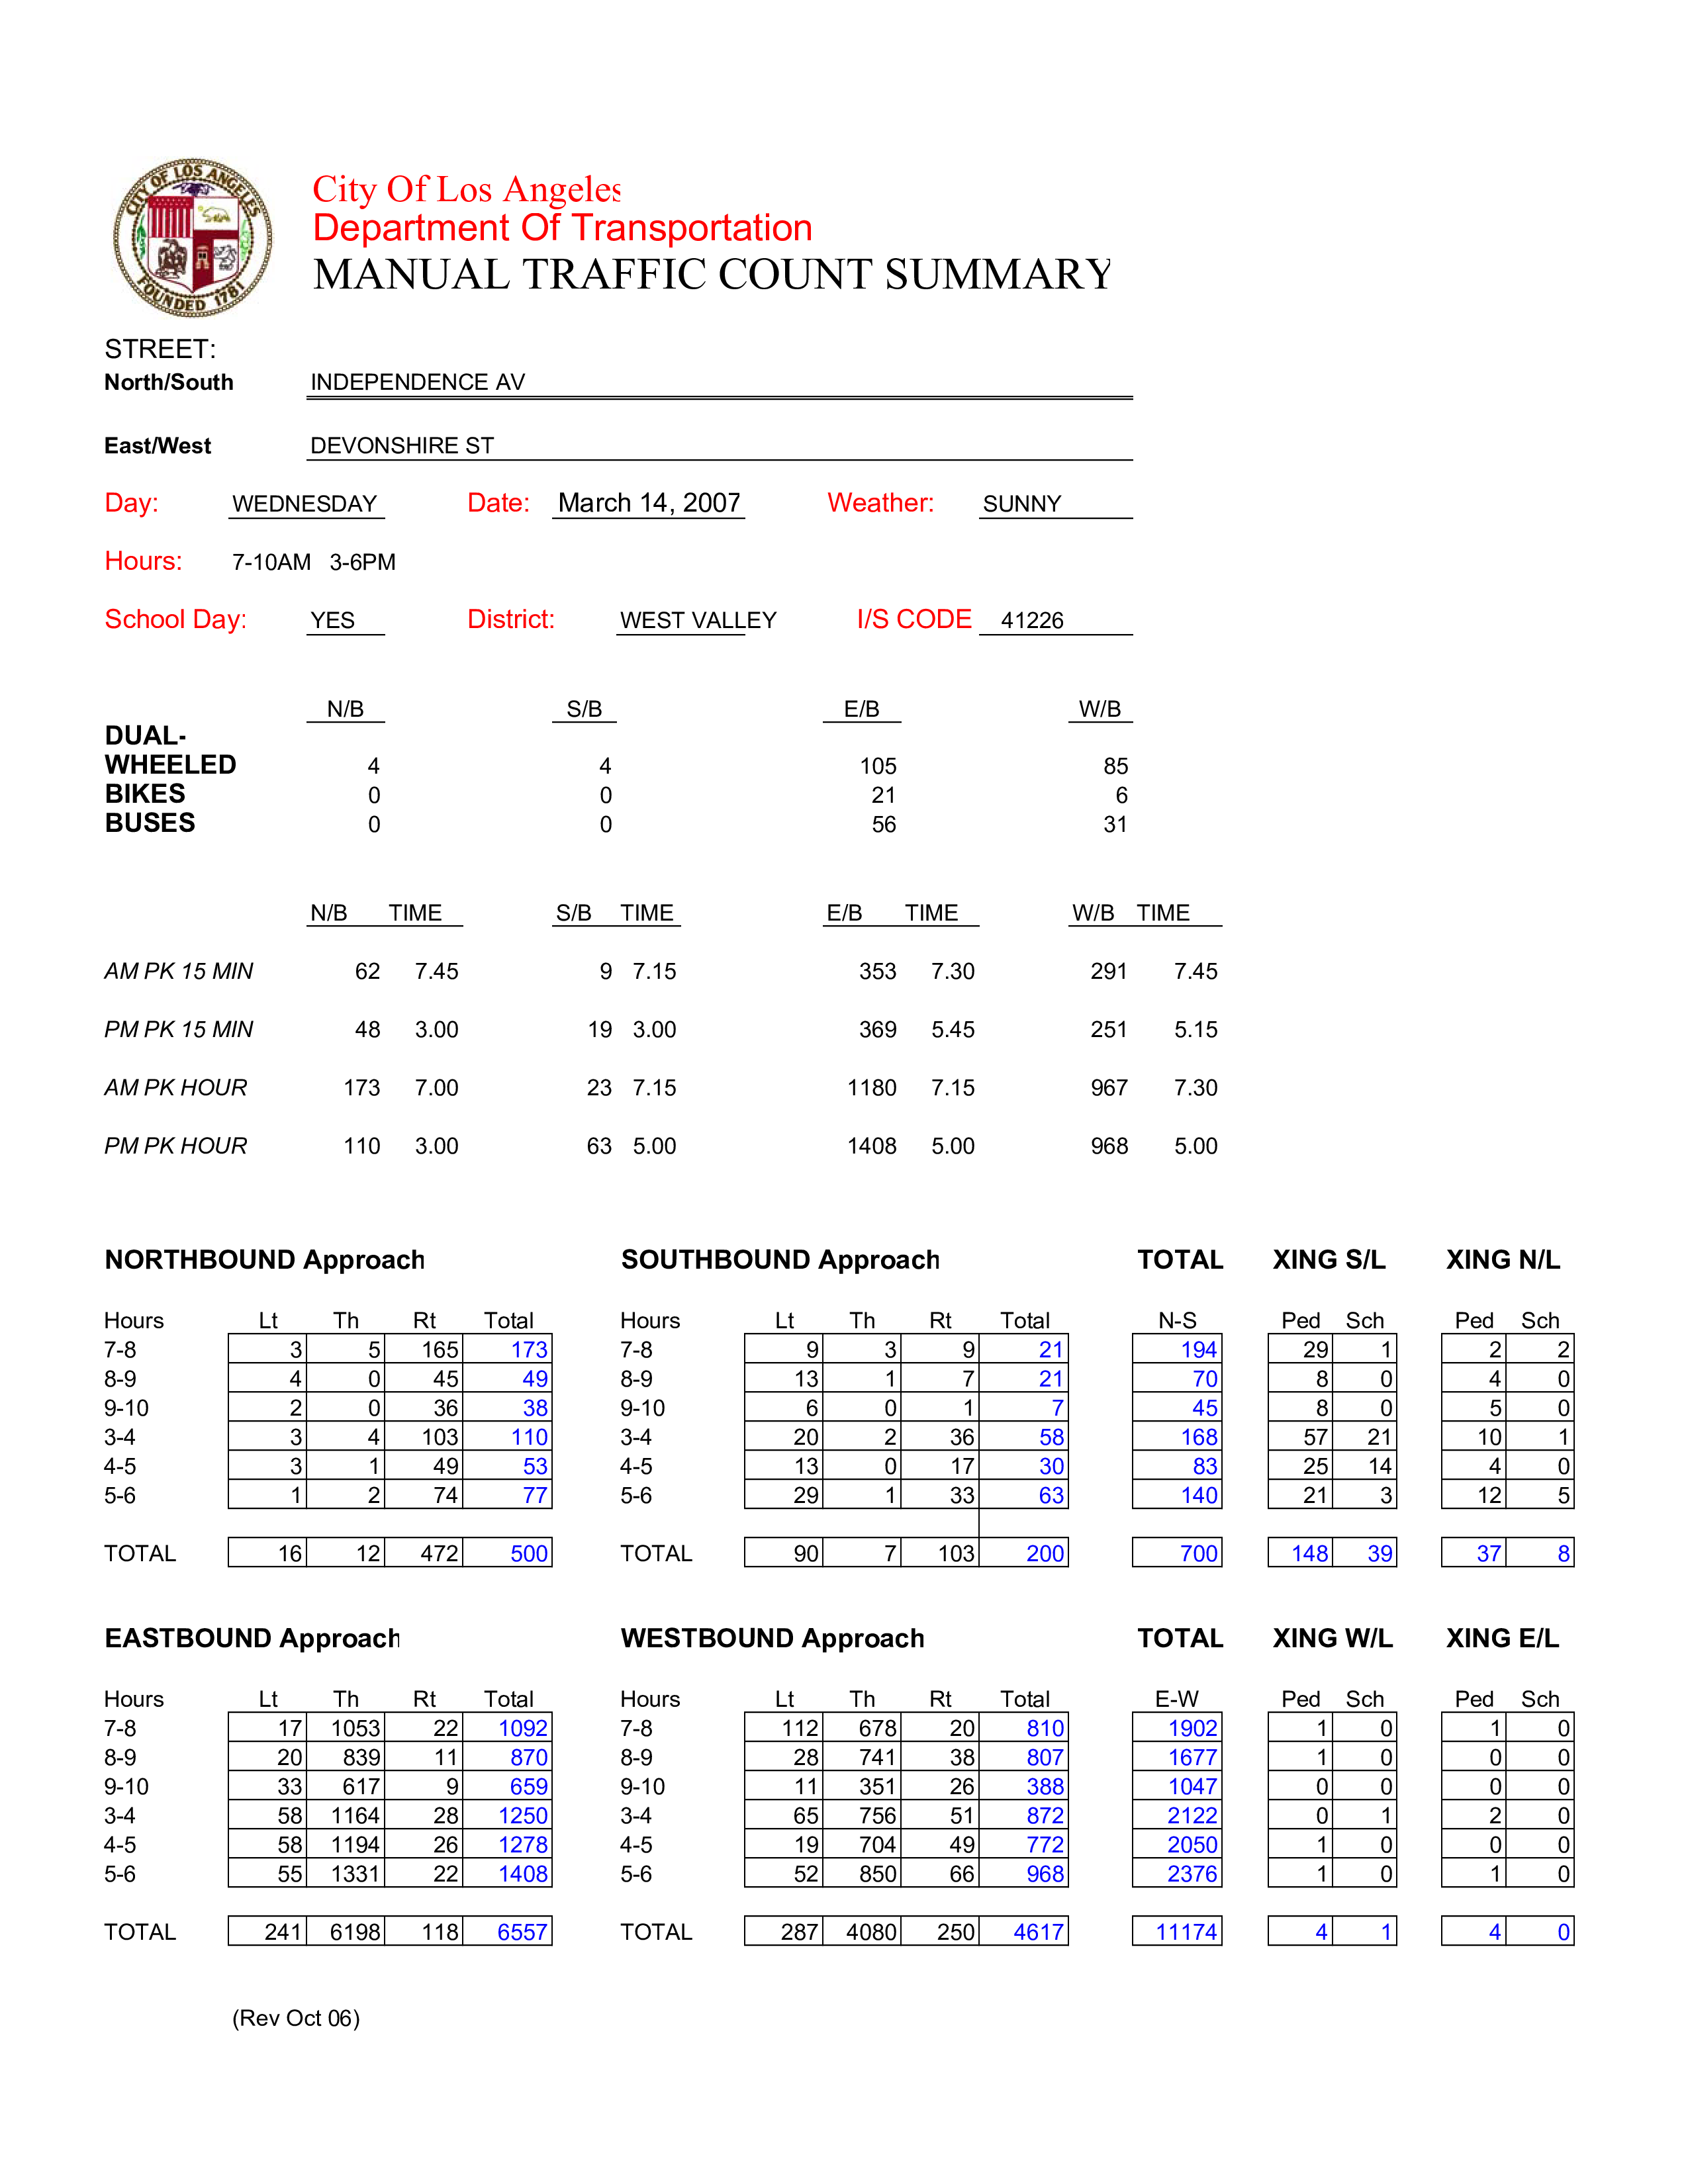 CITY OF LOS ANGELES
FOUNDED 1781
City Of Los Angeles
Department Of Transportation
MANUAL TRAFFIC COUNT SUMMARY
STREET:
North/South INDEPENDENCE AV
East/West DEVONSHIRE ST
Day: WEDNESDAY Date: March 14, 2007 Weather: SUNNY
Hours: 7-10AM 3-6PM
School Day: YES District: WEST VALLEY I/S CODE 41226
N/B S/B E/B W/B
DUAL-
WHEELED 4 4 105 85
BIKES 0 0 21 6
BUSES 0 0 56 31
N/B TIME S/B TIME E/B TIME W/B TIME
AM PK 15 MIN 62 7.45 9 7.15 353 7.30 291 7.45
PM PK 15 MIN 48 3.00 19 3.00 369 5.45 251 5.15
AM PK HOUR 173 7.00 23 7.15 1180 7.15 967 7.30
PM PK HOUR 110 3.00 63 5.00 1408 5.00 968 5.00
NORTHBOUND Approach SOUTHBOUND Approach TOTAL XING S/L XING N/L
Hours Lt Th Rt Total Hours Lt Th Rt Total N-S Ped Sch Ped Sch
7-8 3 5 165 173 7-8 9 3 9 21 194 29 1 2 2
8-9 4 0 45 49 8-9 13 1 7 21 70 8 0 4 0
9-10 2 0 36 38 9-10 6 0 1 7 45 8 0 5 0
3-4 3 4 103 110 3-4 20 2 36 58 168 57 21 10 1
4-5 3 1 49 53 4-5 13 0 17 30 83 25 14 4 0
5-6 1 2 74 77 5-6 29 1 33 63 140 21 3 12 5
TOTAL 16 12 472 500 TOTAL 90 7 103 200 700 148 39 37 8
EASTBOUND Approach WESTBOUND Approach TOTAL XING W/L XING E/L
Hours Lt Th Rt Total Hours Lt Th Rt Total E-W Ped Sch Ped Sch
7-8 17 1053 22 1092 7-8 112 678 20 810 1902 1 0 1 0
8-9 20 839 11 870 8-9 28 741 38 807 1677 1 0 0 0
9-10 33 617 9 659 9-10 11 351 26 388 1047 0 0 0 0
3-4 58 1164 28 1250 3-4 65 756 51 872 2122 0 1 2 0
4-5 58 1194 26 1278 4-5 19 704 49 772 2050 1 0 0 0
5-6 55 1331 22 1408 5-6 52 850 66 968 2376 1 0 1 0
TOTAL 241 6198 118 6557 TOTAL 287 4080 250 4617 11174 4 1 4 0
(Rev Oct 06)